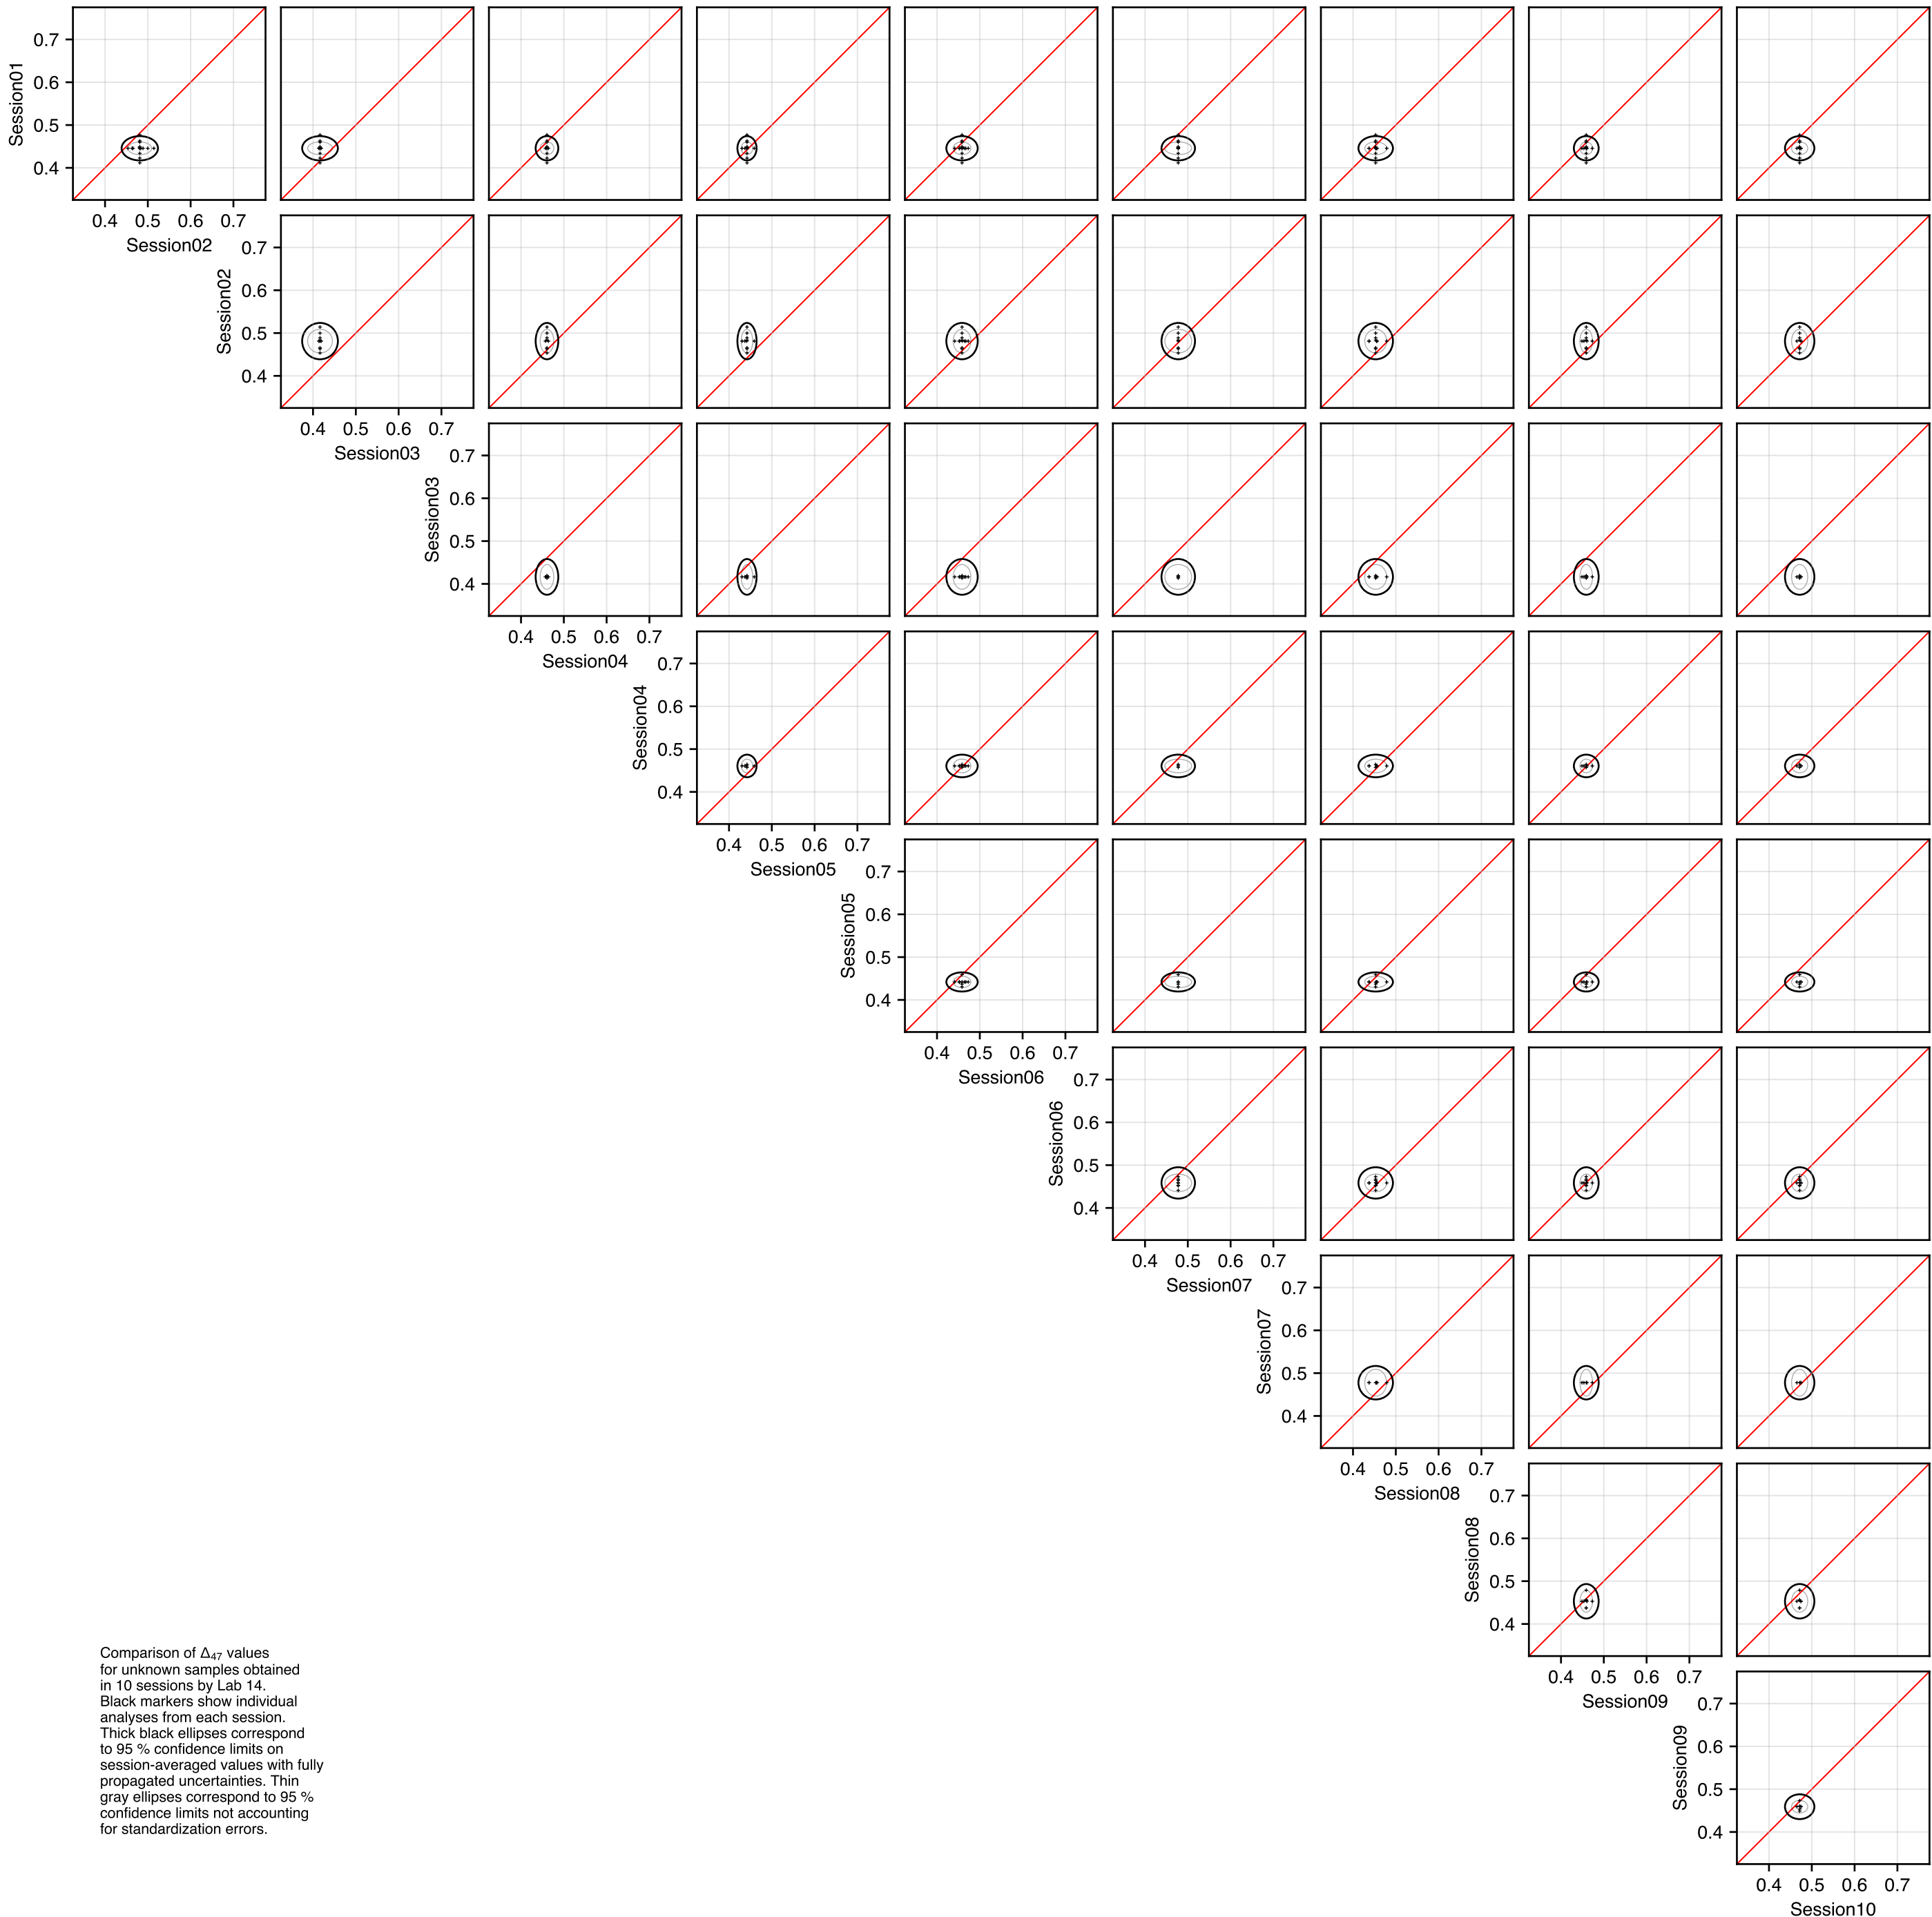 Session01
0.7
0.6
0.5
0.4
0.4 0.5 0.6 0.7
Session02
Session02
0.7
0.6
0.5
0.4
0.4 0.5 0.6 0.7
Session03
Session03
0.7
0.6
0.5
0.4
0.4 0.5 0.6 0.7
Session04
Session04
0.7
0.6
0.5
0.4
0.4 0.5 0.6 0.7
Session05
Session05
0.7
0.6
0.5
0.4
0.4 0.5 0.6 0.7
Session06
Session06
0.7
0.6
0.5
0.4
0.4 0.5 0.6 0.7
Session07
Session07
0.7
0.6
0.5
0.4
0.4 0.5 0.6 0.7
Session08
Session08
0.7
0.6
0.5
0.4
0.4 0.5 0.6 0.7
Session09
Session09
0.7
0.6
0.5
0.4
0.4 0.5 0.6 0.7
Session10
Comparison of Δ₄₇ values
for unknown samples obtained
in 10 sessions by Lab 14.
Black markers show individual
analyses from each session.
Thick black ellipses correspond
to 95 % confidence limits on
session-averaged values with fully
propagated uncertainties. Thin
gray ellipses correspond to 95 %
confidence limits not accounting
for standardization errors.